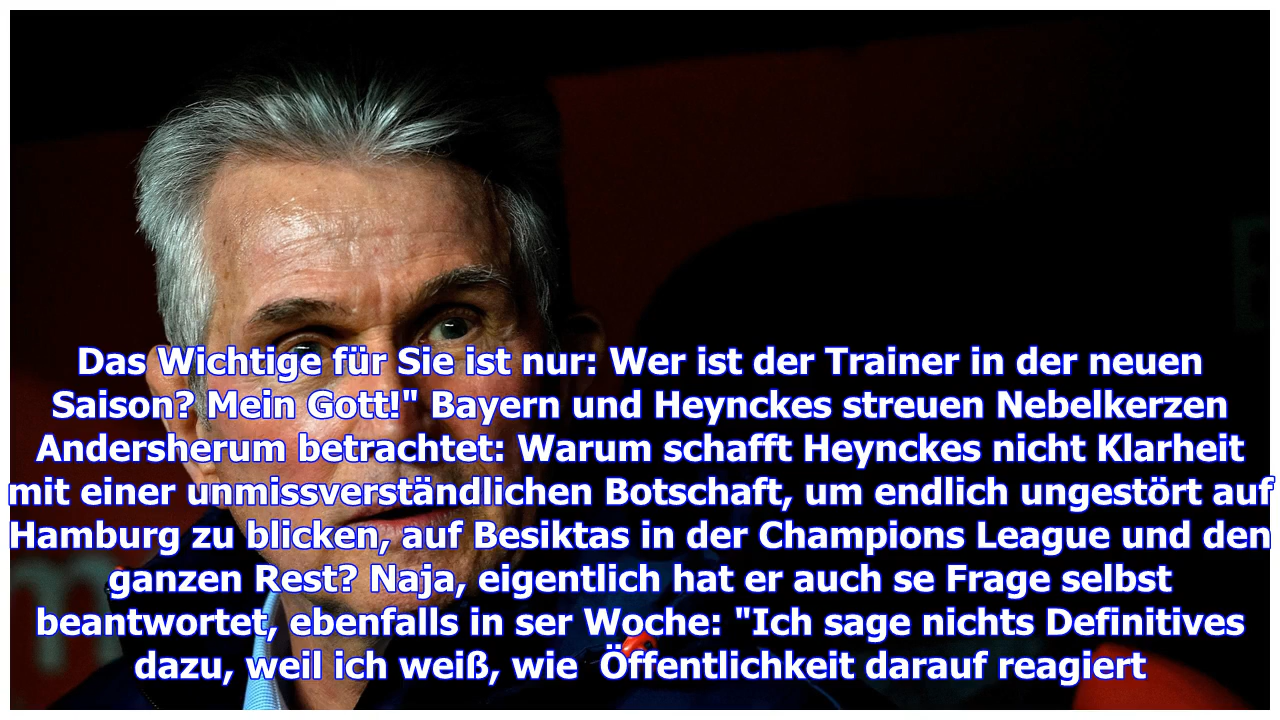 Das Wichtige für Sie ist nur: Wer ist der Trainer in der neuen
Saison? Mein Gott!" Bayern und Heynckes streuen Nebelkerzen
Andersherum betrachtet: Warum schafft Heynckes nicht Klarheit
mit einer unmissverständlichen Botschaft, um endlich ungestört auf
Hamburg zu blicken, auf Besiktas in der Champions League und den
ganzen Rest? Naja, eigentlich hat er auch se Frage selbst
beantwortet, ebenfalls in ser Woche: "Ich sage nichts Definitives
dazu, weil ich weiß, wie  Öffentlichkeit darauf reagiert